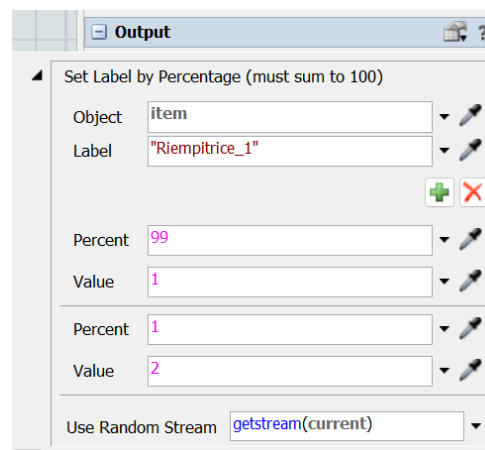 Output
?
Set Label by Percentage (must sum to 100)
Object item
Label "Riempitrice_1"
Percent 99
Value 1
Percent 1
Value 2
Use Random Stream getstream(current)